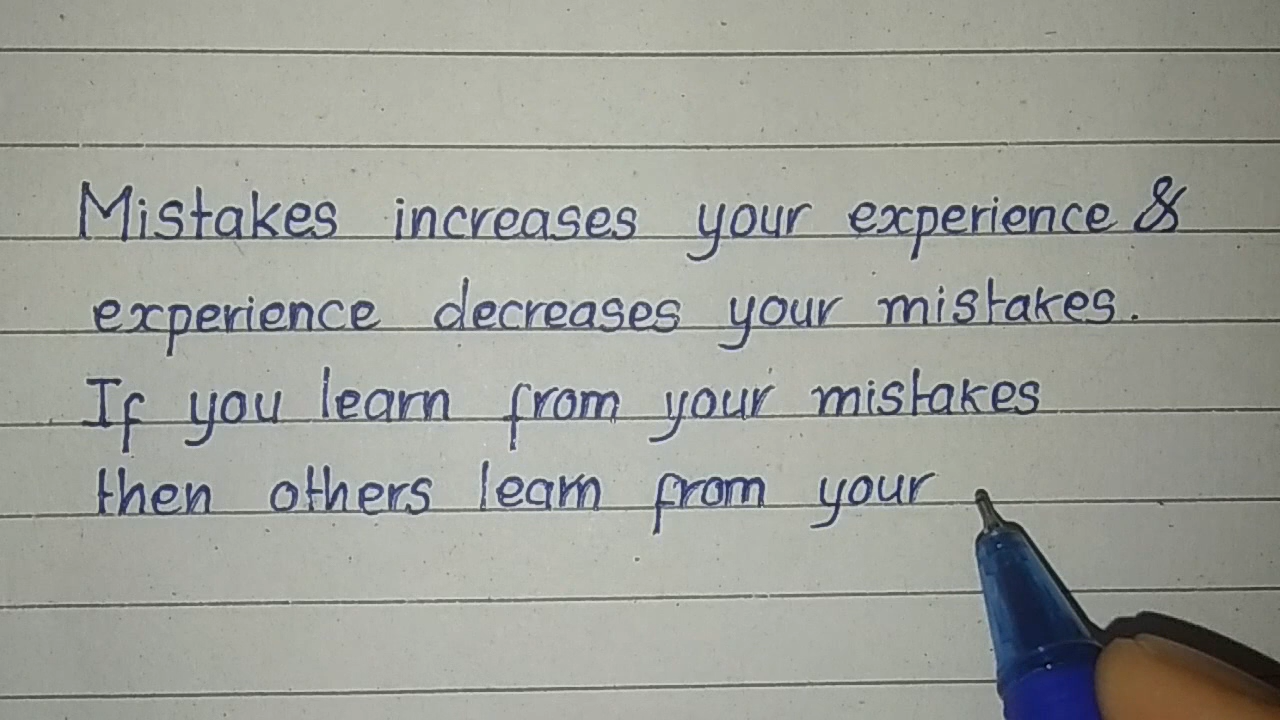 Mistakes increases your experience &
experience decreases your mistakes.
If you learn from your mistakes
then others learn from your